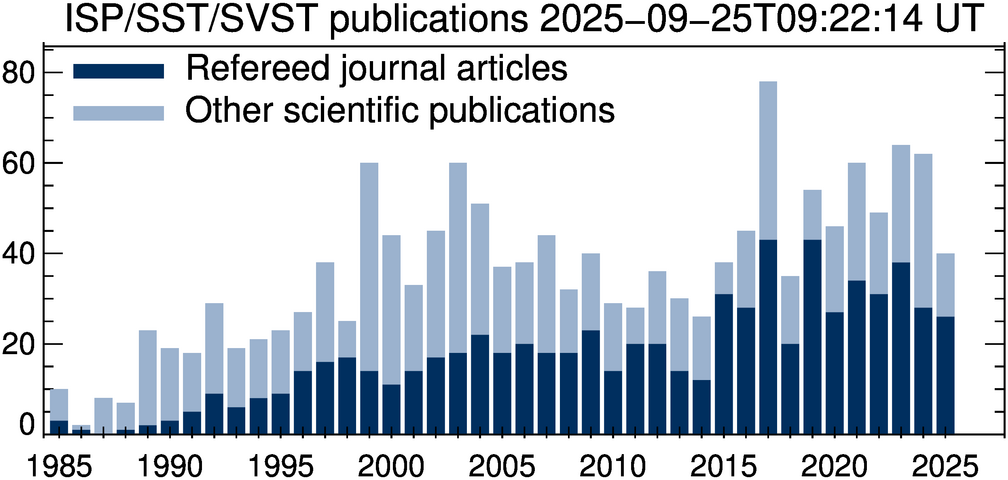 ISP/SST/SVST publications 2025−09−25T09:22:14 UT
Refereed journal articles
Other scientific publications
80
60
40
20
0
1985 1990 1995 2000 2005 2010 2015 2020 2025